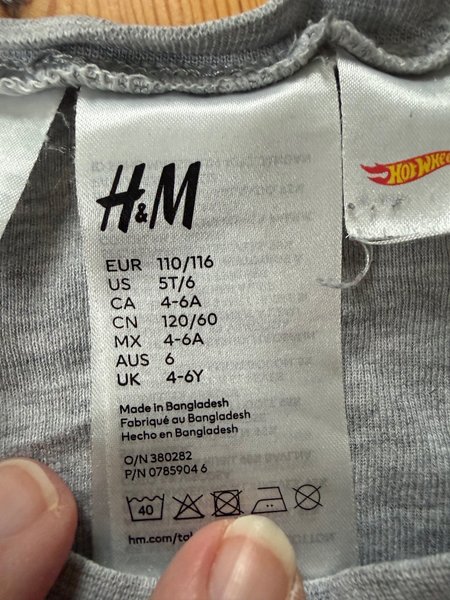 H&M
HOT WHEE
EUR 110/116
US 5T/6
CA 4-6A
CN 120/60
MX 4-6A
AUS 6
UK 4-6Y
Made in Bangladesh
Fabriqué au Bangladesh
Hecho en Bangladesh
O/N 380282
P/N 0785904 6
40
hm.com/ta